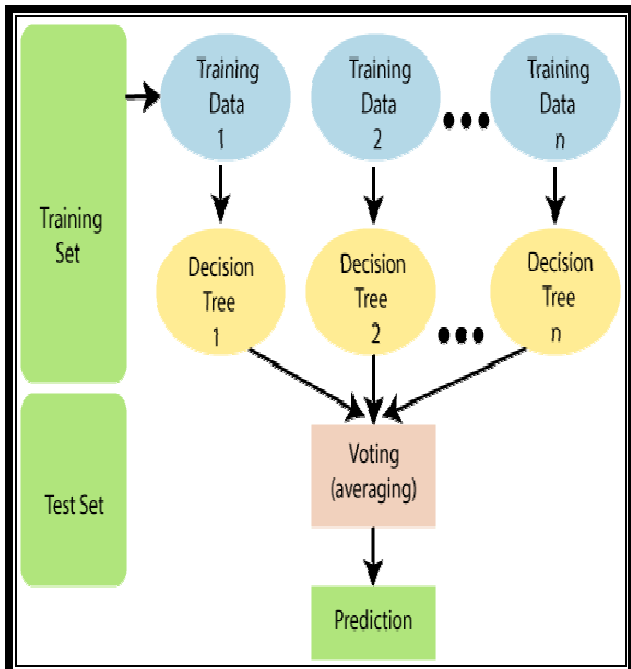 Training
Set
Training
Data
1
Training
Data
2
Training
Data
n
Decision
Tree
1
Decision
Tree
2
Decision
Tree
n
Test Set
Voting
(averaging)
Prediction